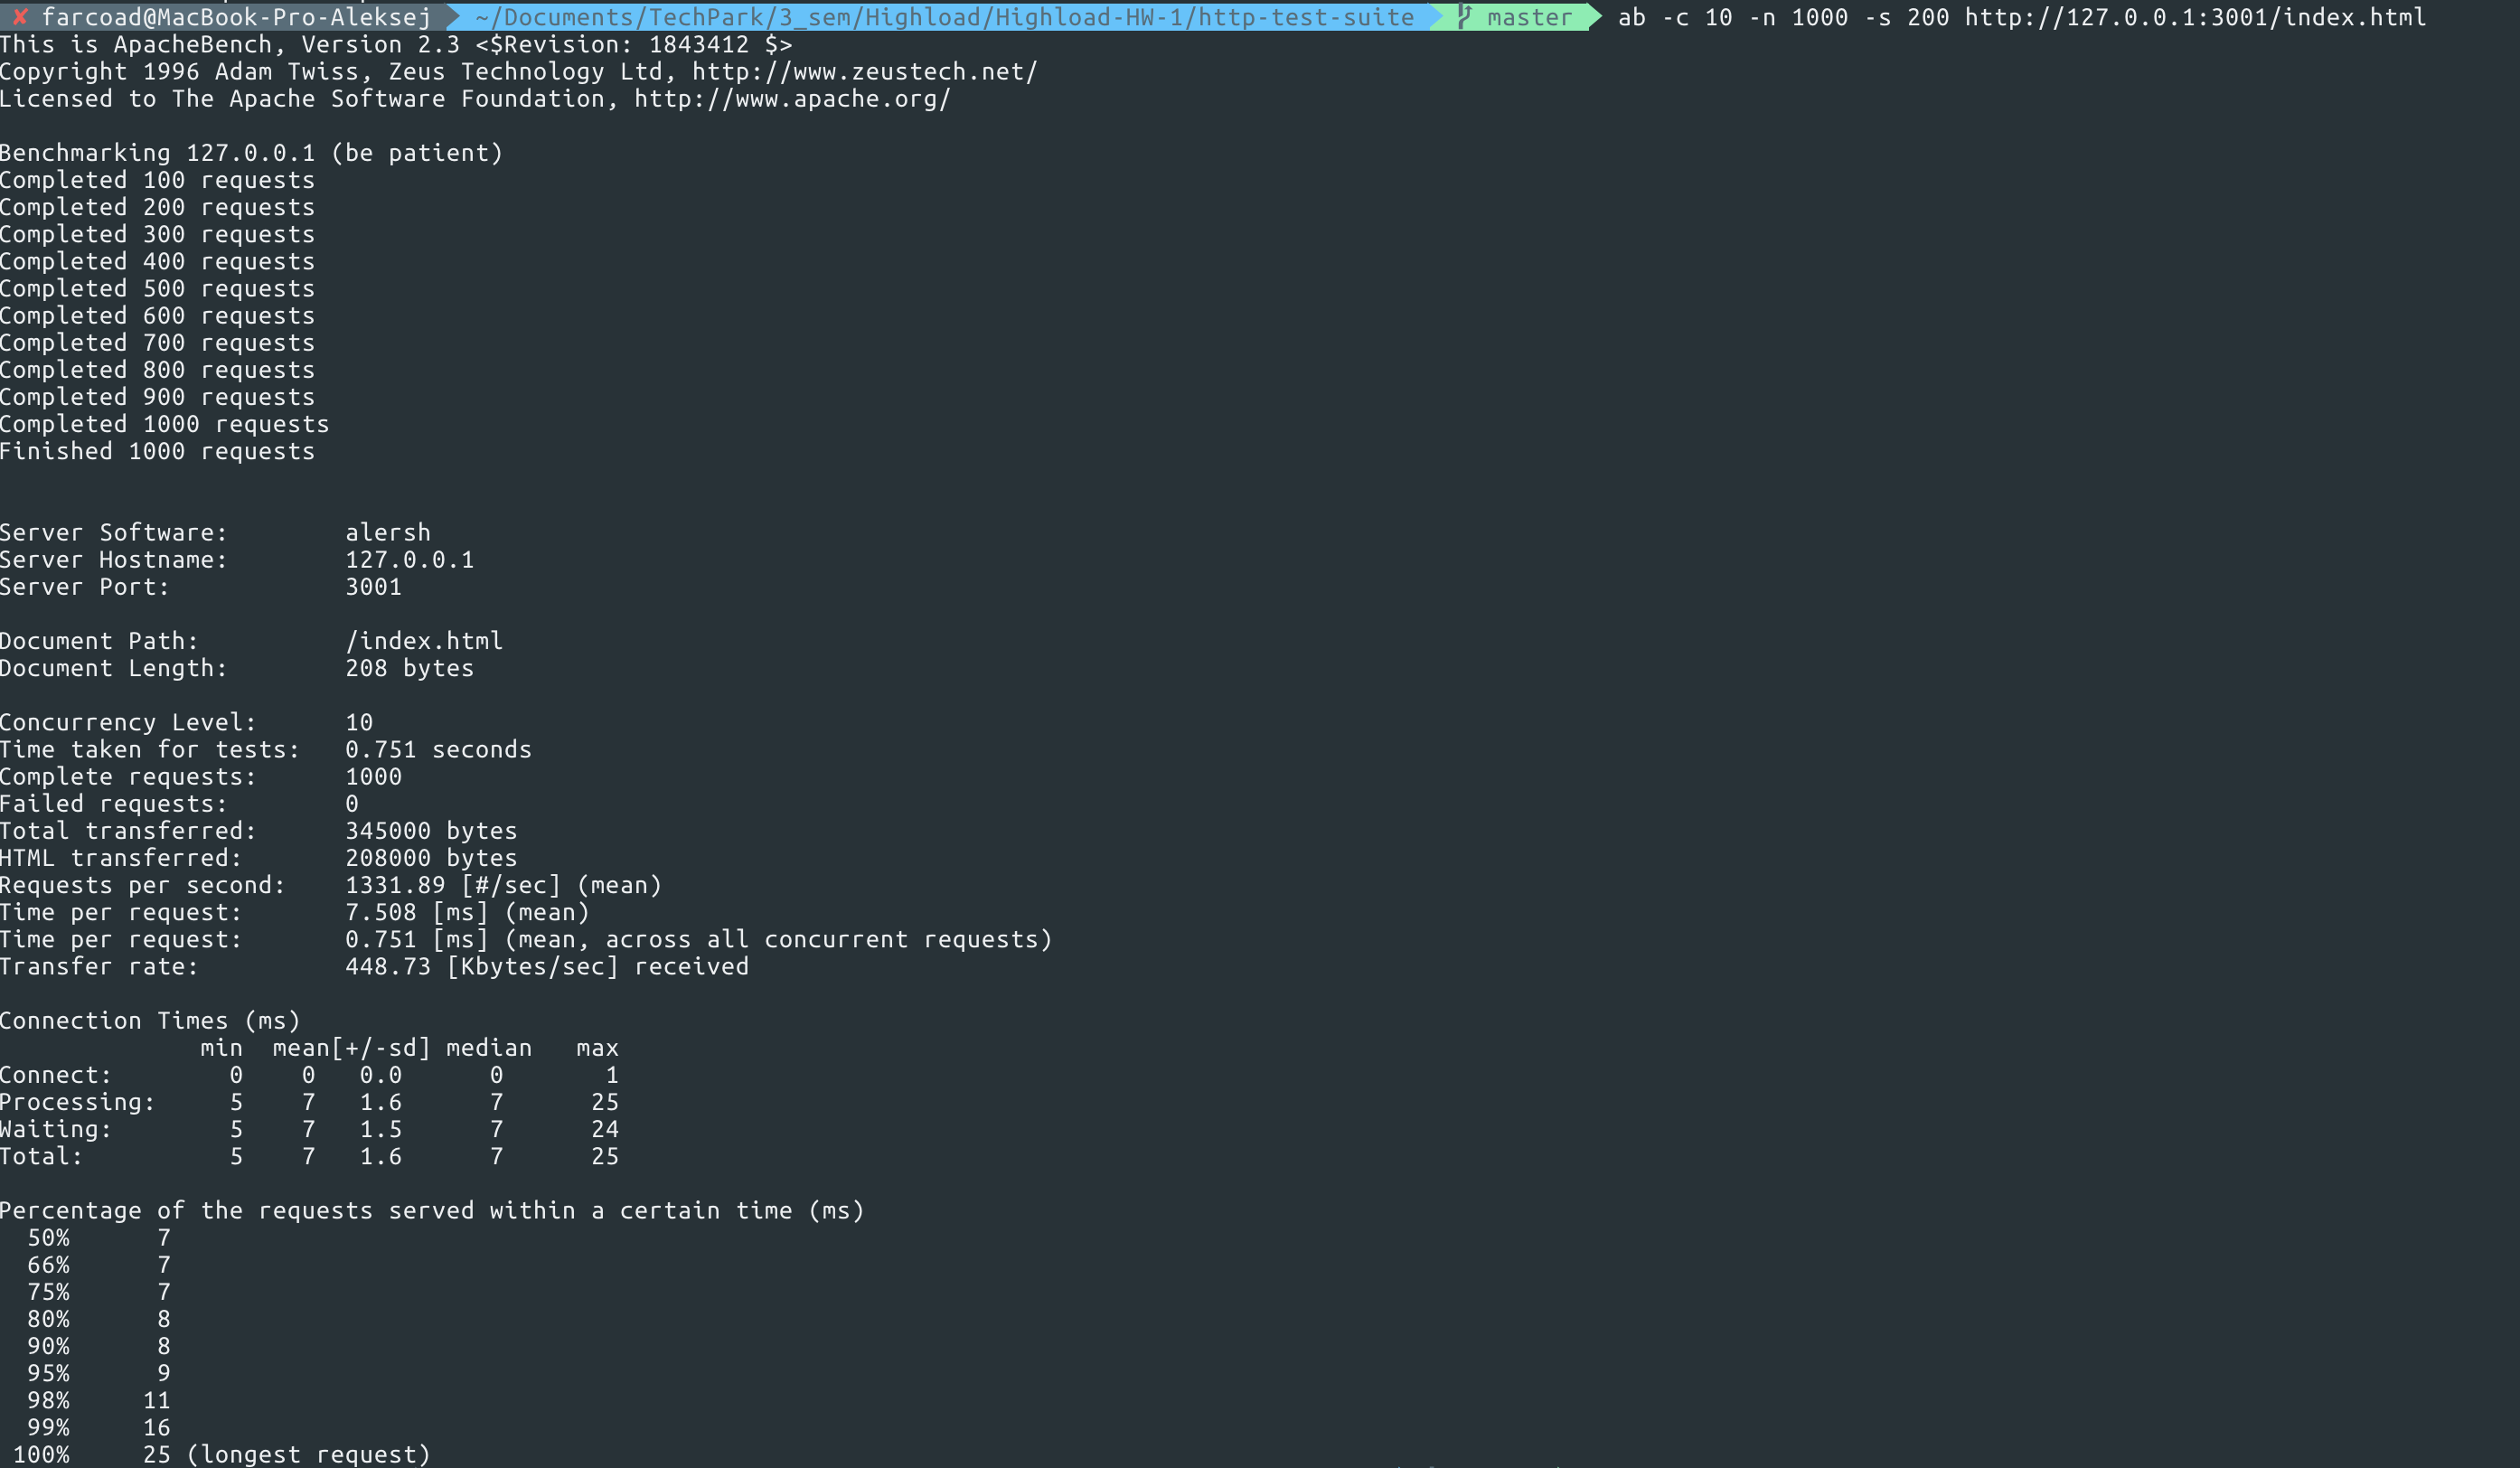 ✘ farcoad@MacBook-Pro-Aleksej ~/Documents/TechPark/3_sem/Highload/Highload-HW-1/http-test-suite master ab -c 10 -n 1000 -s 200 http://127.0.0.1:3001/index.html
This is ApacheBench, Version 2.3 <$Revision: 1843412 $>
Copyright 1996 Adam Twiss, Zeus Technology Ltd, http://www.zeustech.net/
Licensed to The Apache Software Foundation, http://www.apache.org/

Benchmarking 127.0.0.1 (be patient)
Completed 100 requests
Completed 200 requests
Completed 300 requests
Completed 400 requests
Completed 500 requests
Completed 600 requests
Completed 700 requests
Completed 800 requests
Completed 900 requests
Completed 1000 requests
Finished 1000 requests


Server Software:        alersh
Server Hostname:        127.0.0.1
Server Port:            3001

Document Path:          /index.html
Document Length:        208 bytes

Concurrency Level:      10
Time taken for tests:   0.751 seconds
Complete requests:      1000
Failed requests:        0
Total transferred:      345000 bytes
HTML transferred:       208000 bytes
Requests per second:    1331.89 [#/sec] (mean)
Time per request:       7.508 [ms] (mean)
Time per request:       0.751 [ms] (mean, across all concurrent requests)
Transfer rate:          448.73 [Kbytes/sec] received

Connection Times (ms)
              min  mean[+/-sd] median   max
Connect:        0    0   0.0      0       1
Processing:     5    7   1.6      7      25
Waiting:        5    7   1.5      7      24
Total:          5    7   1.6      7      25

Percentage of the requests served within a certain time (ms)
  50%      7
  66%      7
  75%      7
  80%      8
  90%      8
  95%      9
  98%     11
  99%     16
 100%     25 (longest request)